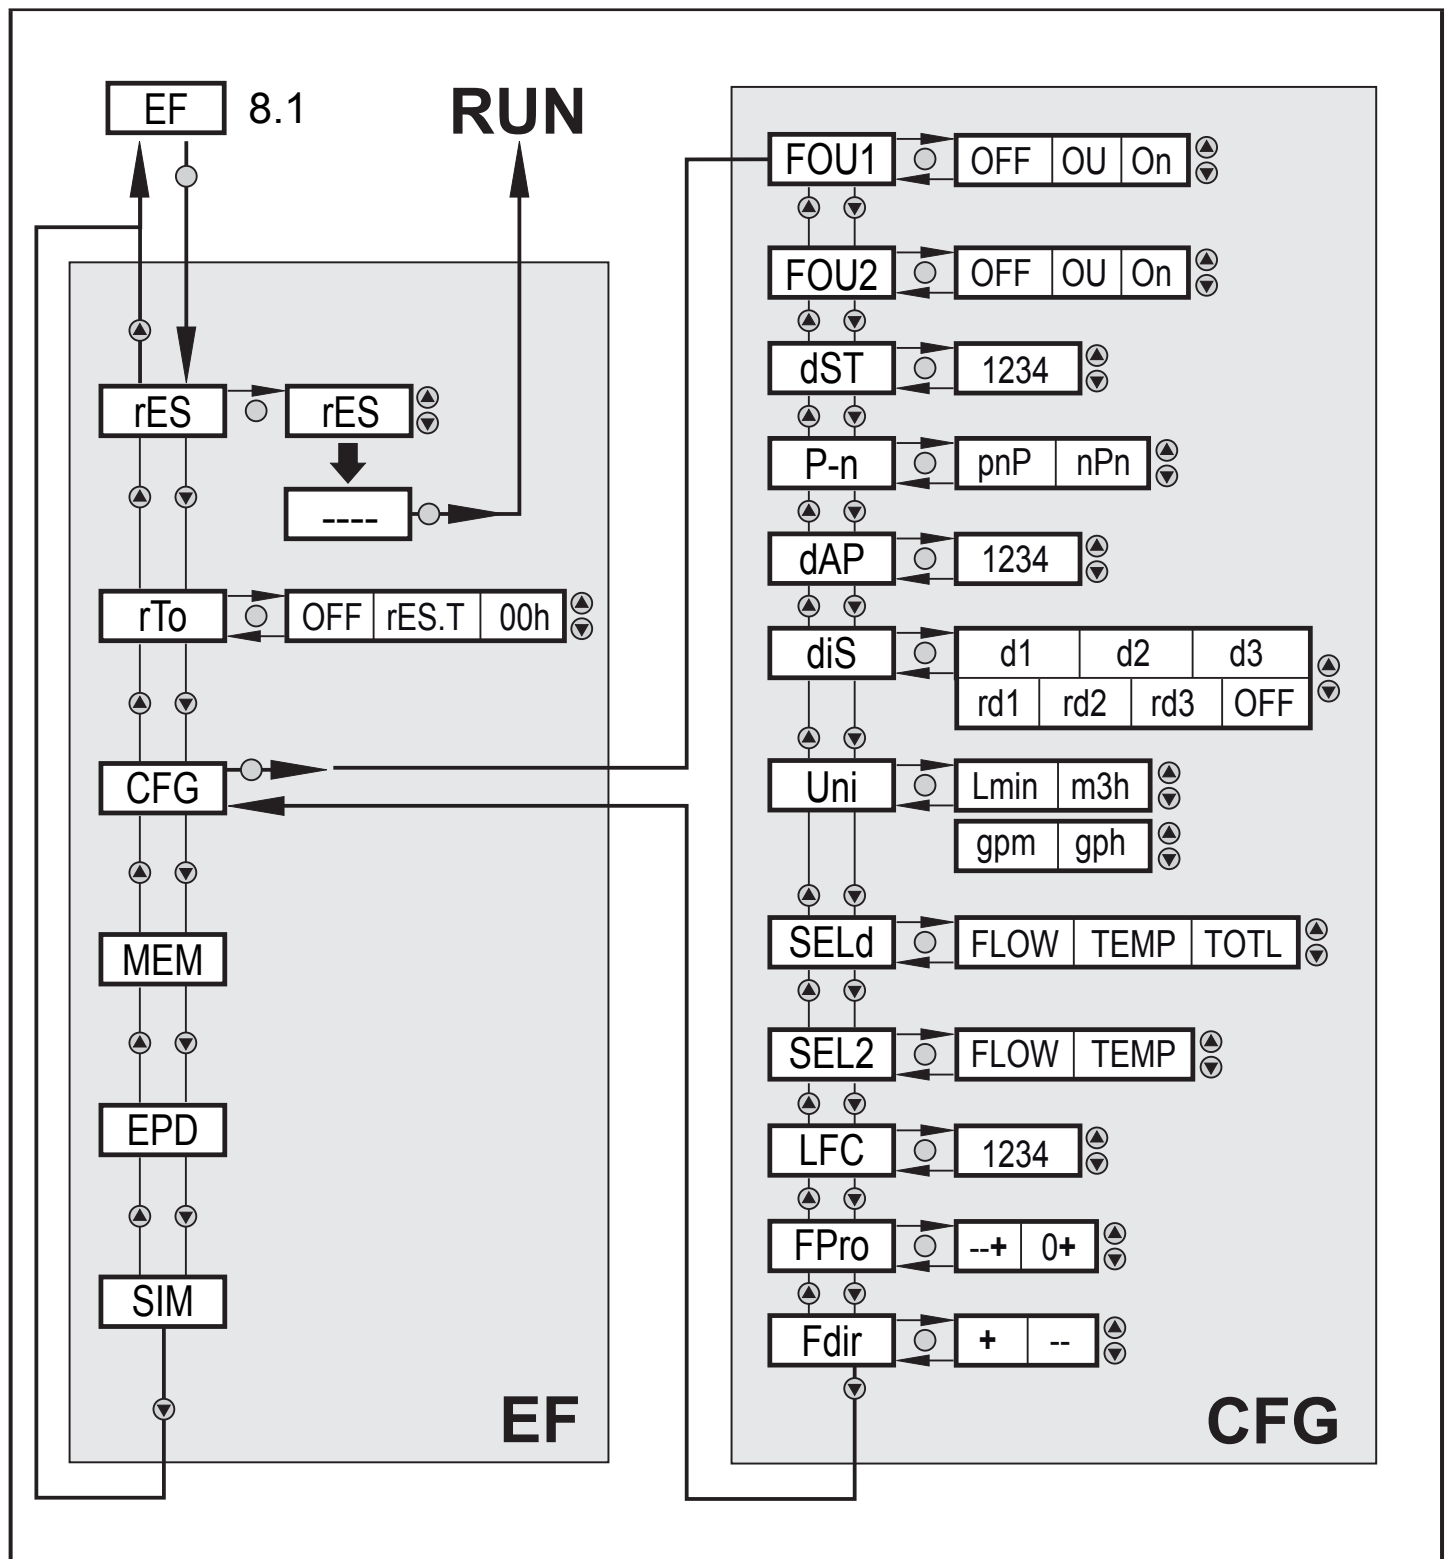 EF 8.1
RUN
rES rES
----
rTo OFF rES.T 00h
CFG
MEM
EPD
SIM
EF
FOU1 OFF OU On
FOU2 OFF OU On
dST 1234
P-n pnP nPn
dAP 1234
diS d1 d2 d3
rd1 rd2 rd3 OFF
Uni Lmin m3h
gpm gph
SELd FLOW TEMP TOTL
SEL2 FLOW TEMP
LFC 1234
FPro --+ 0+
Fdir + --
CFG